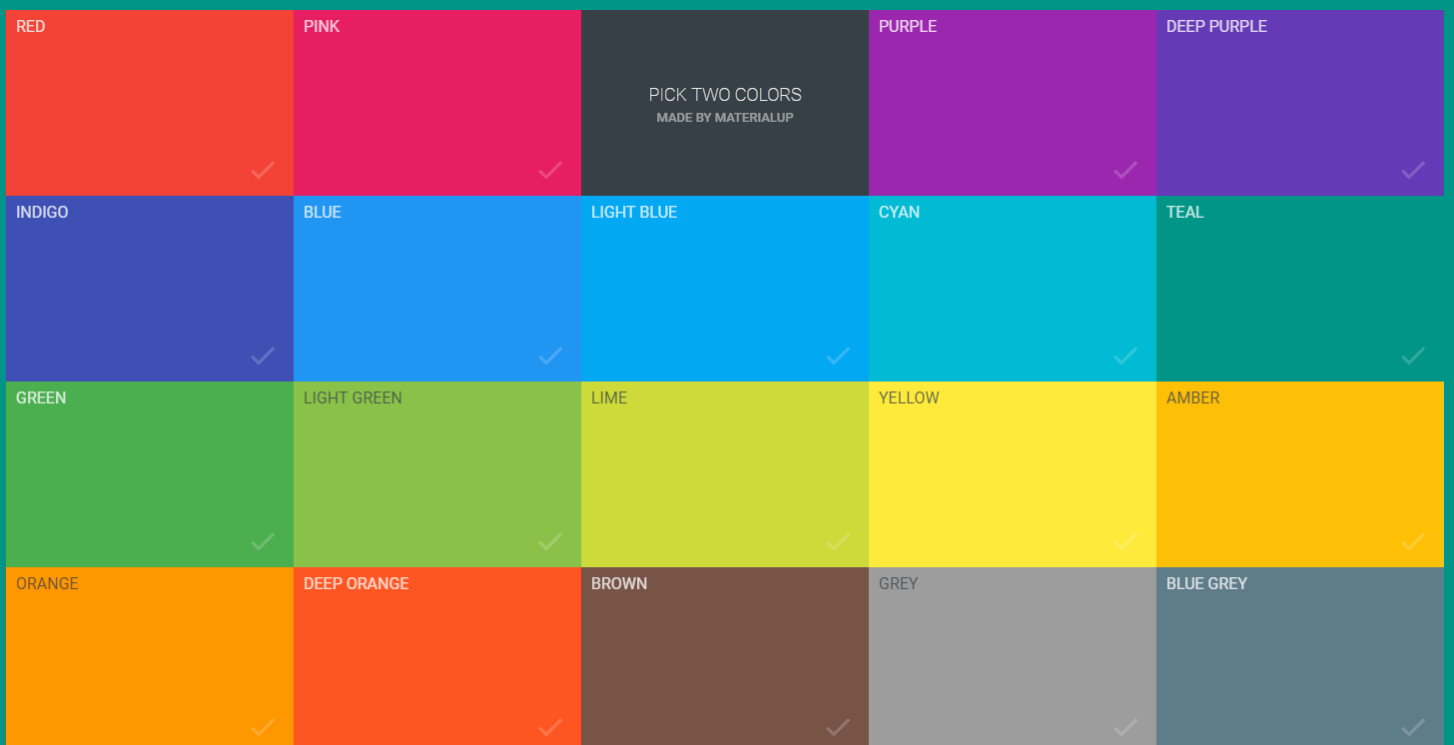 RED
PINK
PICK TWO COLORS
MADE BY MATERIALUP
PURPLE
DEEP PURPLE
INDIGO
BLUE
LIGHT BLUE
CYAN
TEAL
GREEN
LIGHT GREEN
LIME
YELLOW
AMBER
ORANGE
DEEP ORANGE
BROWN
GREY
BLUE GREY